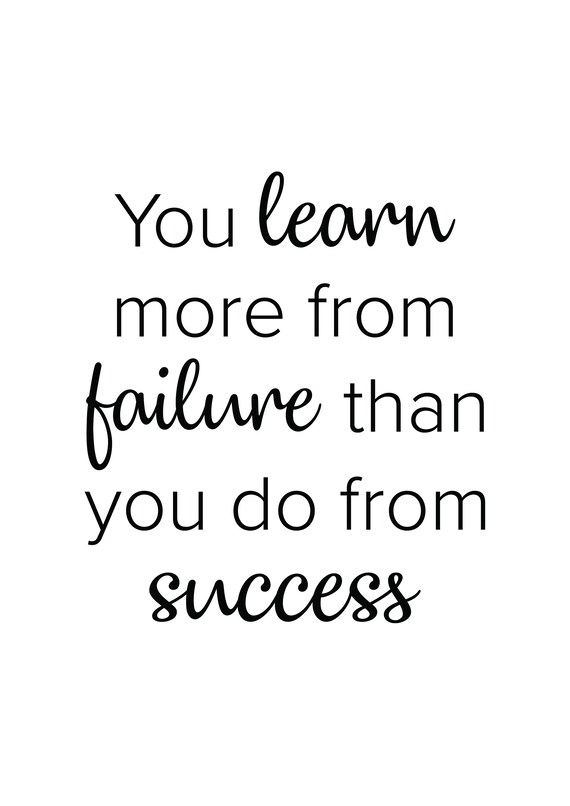 You learn
more from
failure than
you do from
success